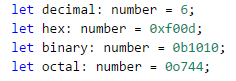 let decimal: number = 6;
let hex: number = 0xf00d;
let binary: number = 0b1010;
let octal: number = 0o744;